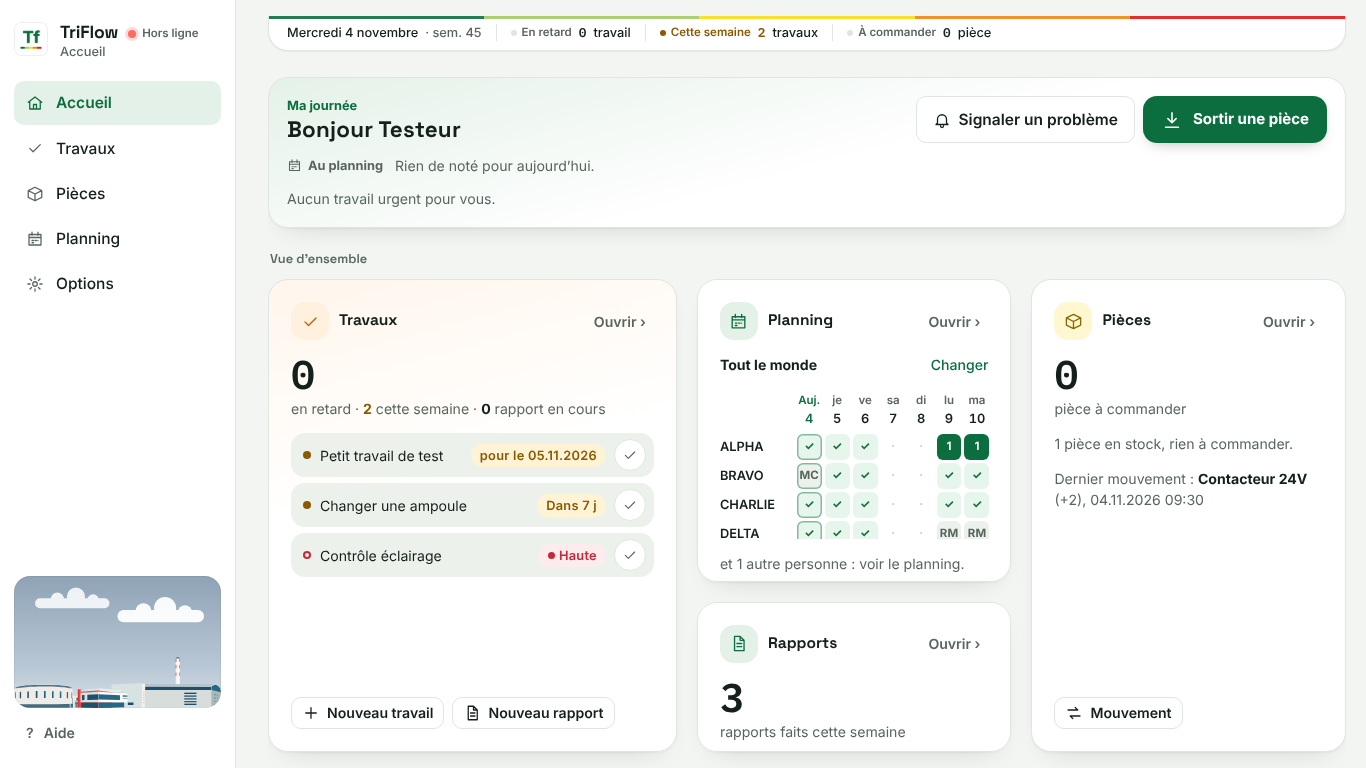 Tf
TriFlow
Hors ligne
Accueil
Accueil
Travaux
Pièces
Planning
Options
? Aide
Mercredi 4 novembre · sem. 45
En retard 0 travail
Cette semaine 2 travaux
À commander 0 pièce
Ma journée
Bonjour Testeur
Au planning Rien de noté pour aujourd’hui.
Aucun travail urgent pour vous.
Signaler un problème
Sortir une pièce
Vue d’ensemble
Travaux
Ouvrir ›
0
en retard · 2 cette semaine · 0 rapport en cours
Petit travail de test pour le 05.11.2026
Changer une ampoule Dans 7 j
Contrôle éclairage Haute
Nouveau travail
Nouveau rapport
Planning
Ouvrir ›
Tout le monde Changer
Auj. je ve sa di lu ma
4 5 6 7 8 9 10
ALPHA ✓ ✓ ✓ · · 1 1
BRAVO MC ✓ ✓ · · ✓ ✓
CHARLIE ✓ ✓ ✓ · · ✓ ✓
DELTA ✓ ✓ ✓ · · RM RM
et 1 autre personne : voir le planning.
Rapports
Ouvrir ›
3
rapports faits cette semaine
Pièces
Ouvrir ›
0
pièce à commander
1 pièce en stock, rien à commander.
Dernier mouvement : Contacteur 24V
(+2), 04.11.2026 09:30
Mouvement